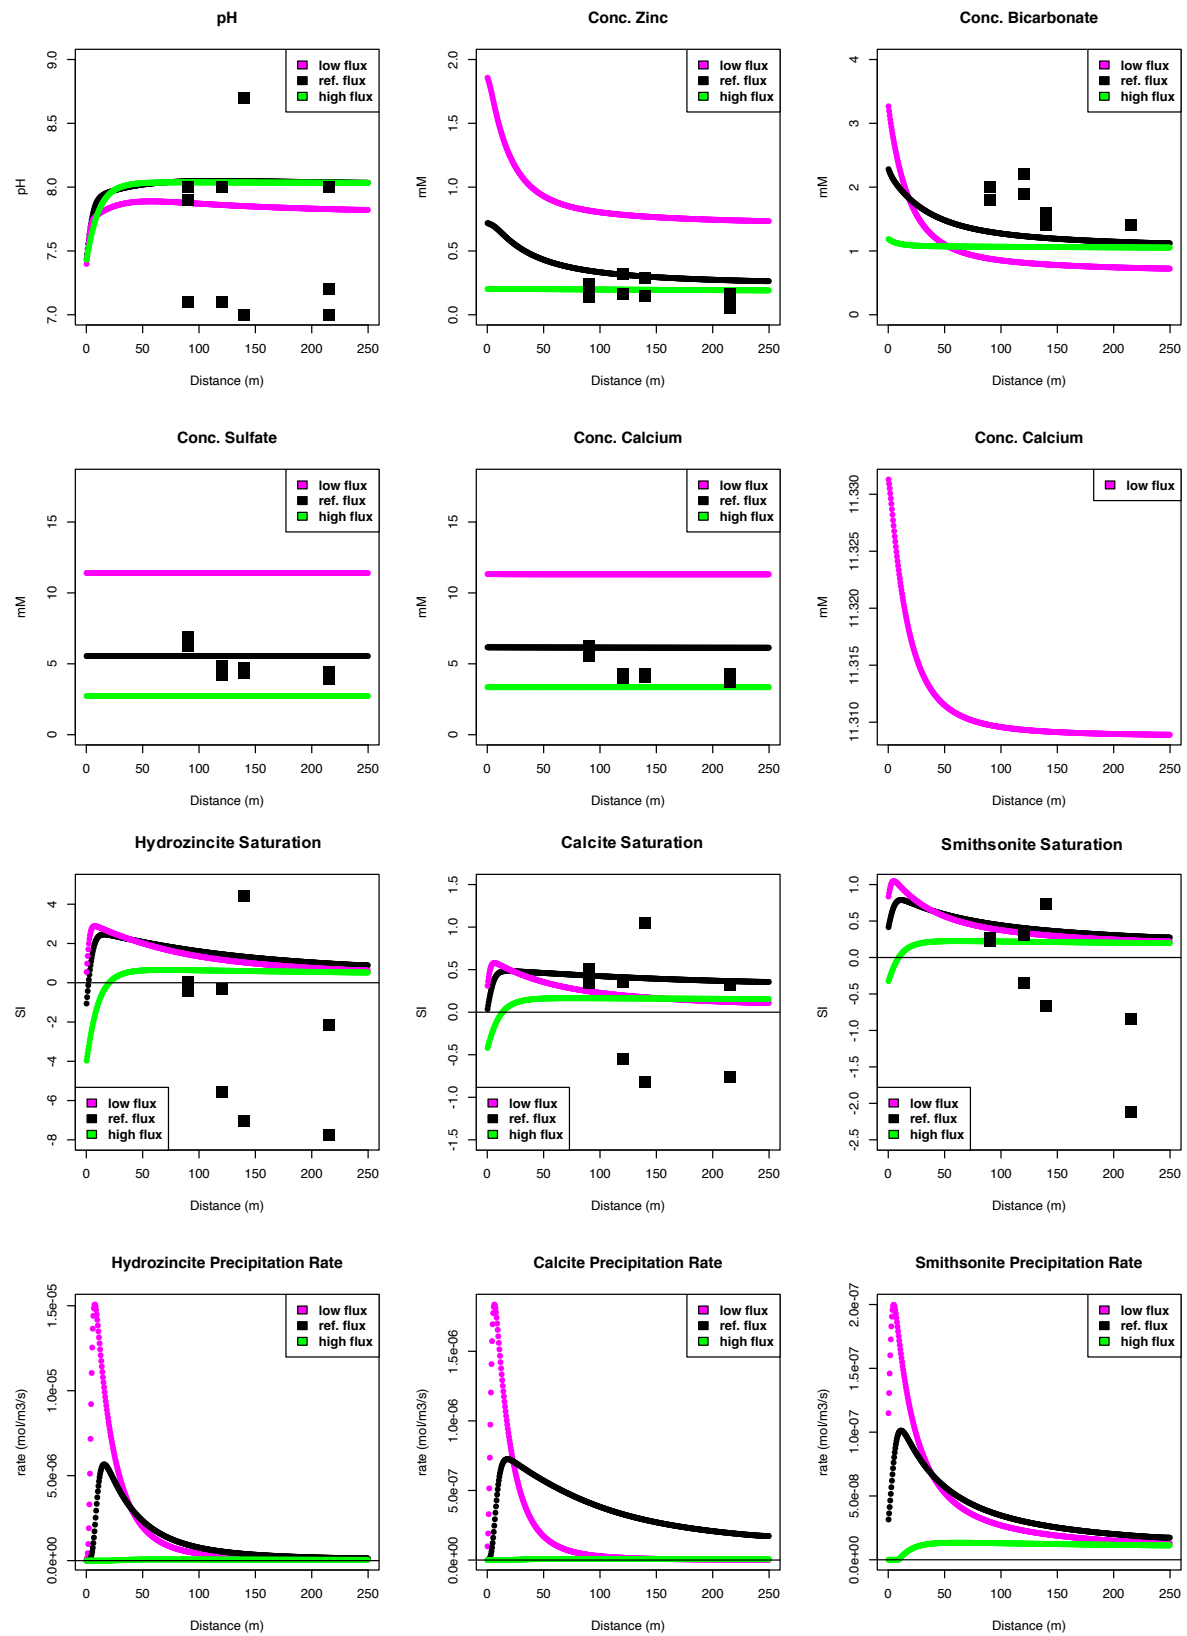 pH
Conc. Zinc
Conc. Bicarbonate
9.0
8.5
8.0
7.5
7.0
pH
low flux
ref. flux
high flux
0 50 100 150 200 250
Distance (m)
2.0
1.5
1.0
0.5
0.0
mM
low flux
ref. flux
high flux
0 50 100 150 200 250
Distance (m)
4
3
2
1
0
mM
low flux
ref. flux
high flux
0 50 100 150 200 250
Distance (m)
Conc. Sulfate
Conc. Calcium
Conc. Calcium
15
10
5
0
mM
low flux
ref. flux
high flux
0 50 100 150 200 250
Distance (m)
15
10
5
0
mM
low flux
ref. flux
high flux
0 50 100 150 200 250
Distance (m)
11.330
11.325
11.320
11.315
11.310
mM
low flux
0 50 100 150 200 250
Distance (m)
Hydrozincite Saturation
Calcite Saturation
Smithsonite Saturation
4
2
0
-2
-4
-6
-8
SI
low flux
ref. flux
high flux
0 50 100 150 200 250
Distance (m)
1.5
1.0
0.5
0.0
-0.5
-1.0
-1.5
SI
low flux
ref. flux
high flux
0 50 100 150 200 250
Distance (m)
1.0
0.5
0.0
-0.5
-1.0
-1.5
-2.0
-2.5
SI
low flux
ref. flux
high flux
0 50 100 150 200 250
Distance (m)
Hydrozincite Precipitation Rate
Calcite Precipitation Rate
Smithsonite Precipitation Rate
1.5e-05
1.0e-05
5.0e-06
0.0e+00
rate (mol/m3/s)
low flux
ref. flux
high flux
0 50 100 150 200 250
Distance (m)
1.5e-06
1.0e-06
5.0e-07
0.0e+00
rate (mol/m3/s)
low flux
ref. flux
high flux
0 50 100 150 200 250
Distance (m)
2.0e-07
1.5e-07
1.0e-07
5.0e-08
0.0e+00
rate (mol/m3/s)
low flux
ref. flux
high flux
0 50 100 150 200 250
Distance (m)